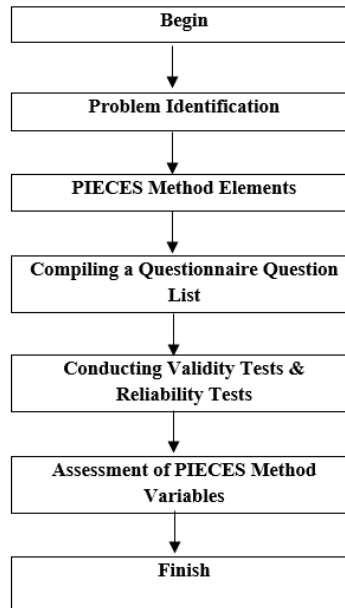 Begin
Problem Identification
PIECES Method Elements
Compiling a Questionnaire Question
List
Conducting Validity Tests &
Reliability Tests
Assessment of PIECES Method
Variables
Finish